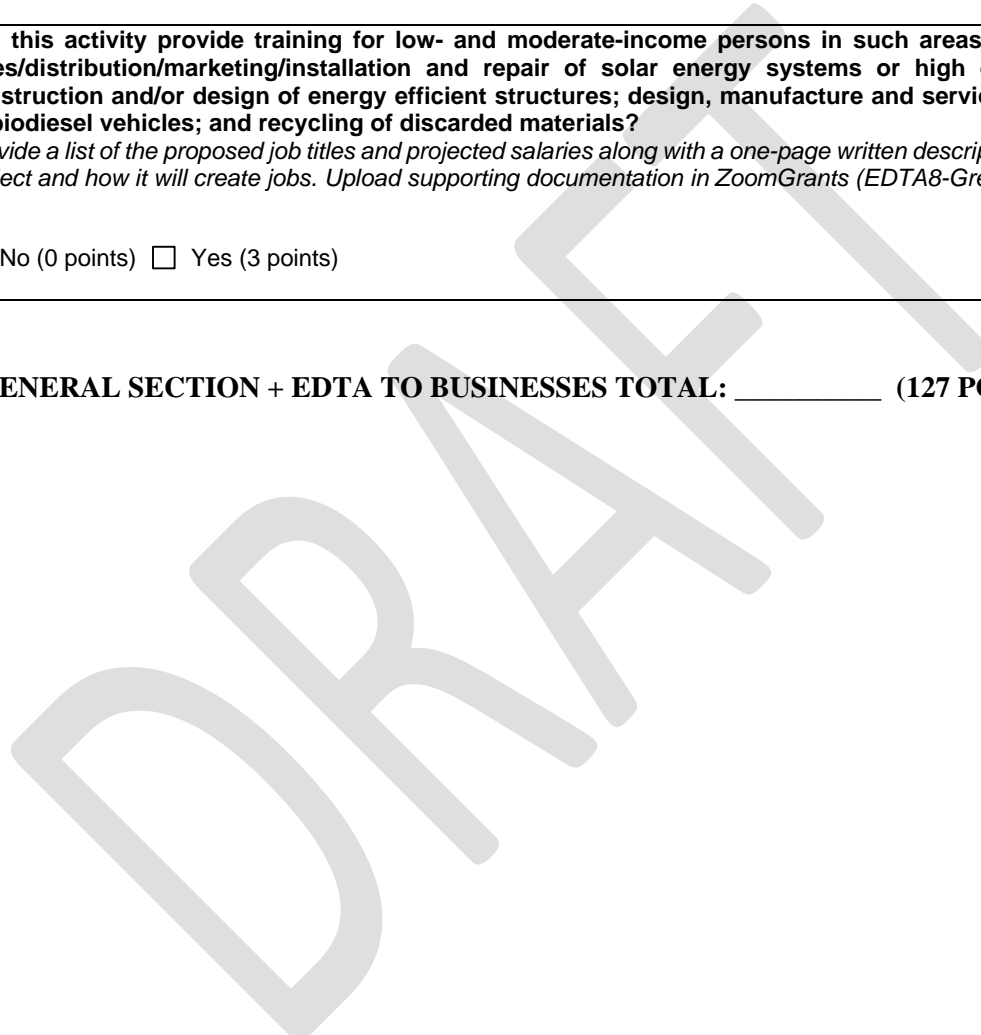 this activity provide training for low- and moderate-income persons in such areas
es/distribution/marketing/installation and repair of solar energy systems or high
struction and/or design of energy efficient structures; design, manufacture and servi
biodiesel vehicles; and recycling of discarded materials?
vide a list of the proposed job titles and projected salaries along with a one-page written descrip
ect and how it will create jobs. Upload supporting documentation in ZoomGrants (EDTA8-Gre
No (0 points) ☐ Yes (3 points)
ENERAL SECTION + EDTA TO BUSINESSES TOTAL: __________ (127 PO
DRAFT